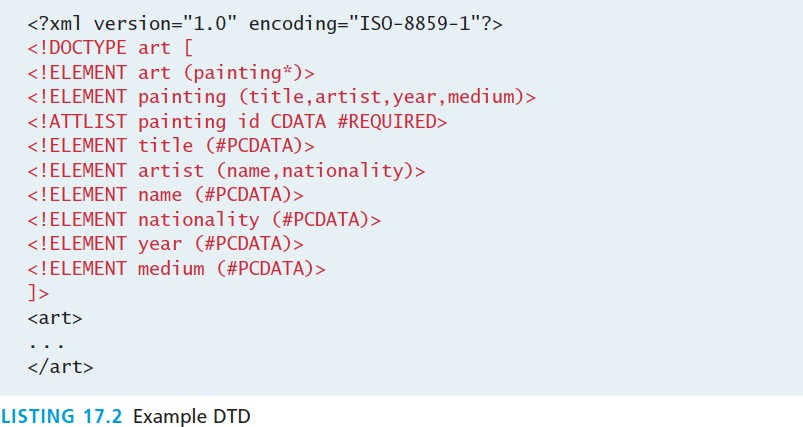 <?xml version="1.0" encoding="ISO-8859-1"?>
<!DOCTYPE art [
<!ELEMENT art (painting*)>
<!ELEMENT painting (title,artist,year,medium)>
<!ATTLIST painting id CDATA #REQUIRED>
<!ELEMENT title (#PCDATA)>
<!ELEMENT artist (name,nationality)>
<!ELEMENT name (#PCDATA)>
<!ELEMENT nationality (#PCDATA)>
<!ELEMENT year (#PCDATA)>
<!ELEMENT medium (#PCDATA)>
]>
<art>
...
</art>
LISTING 17.2 Example DTD